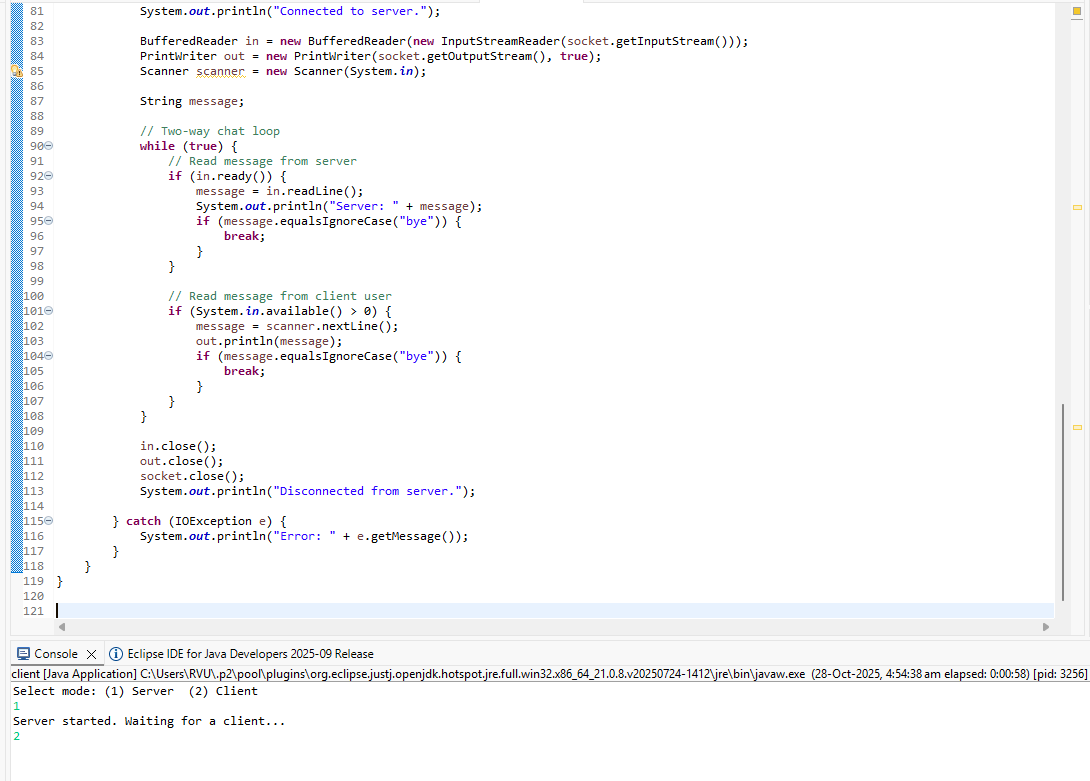 81 System.out.println("Connected to server.");
82
83 BufferedReader in = new BufferedReader(new InputStreamReader(socket.getInputStream()));
84 PrintWriter out = new PrintWriter(socket.getOutputStream(), true);
85 Scanner scanner = new Scanner(System.in);
86
87 String message;
88
89 // Two-way chat loop
90 while (true) {
91 // Read message from server
92 if (in.ready()) {
93 message = in.readLine();
94 System.out.println("Server: " + message);
95 if (message.equalsIgnoreCase("bye")) {
96 break;
97 }
98 }
99
100 // Read message from client user
101 if (System.in.available() > 0) {
102 message = scanner.nextLine();
103 out.println(message);
104 if (message.equalsIgnoreCase("bye")) {
105 break;
106 }
107 }
108 }
109
110 in.close();
111 out.close();
112 socket.close();
113 System.out.println("Disconnected from server.");
114
115 } catch (IOException e) {
116 System.out.println("Error: " + e.getMessage());
117 }
118 }
119 }
120
121
Console Eclipse IDE for Java Developers 2025-09 Release
client [Java Application] C:\Users\RVU\.p2\pool\plugins\org.eclipse.justj.openjdk.hotspot.jre.full.win32.x86_64_21.0.8.v20250724-1412\jre\bin\javaw.exe (28-Oct-2025, 4:54:38 am elapsed: 0:00:58) [pid: 3256]
Select mode: (1) Server (2) Client
1
Server started. Waiting for a client...
2